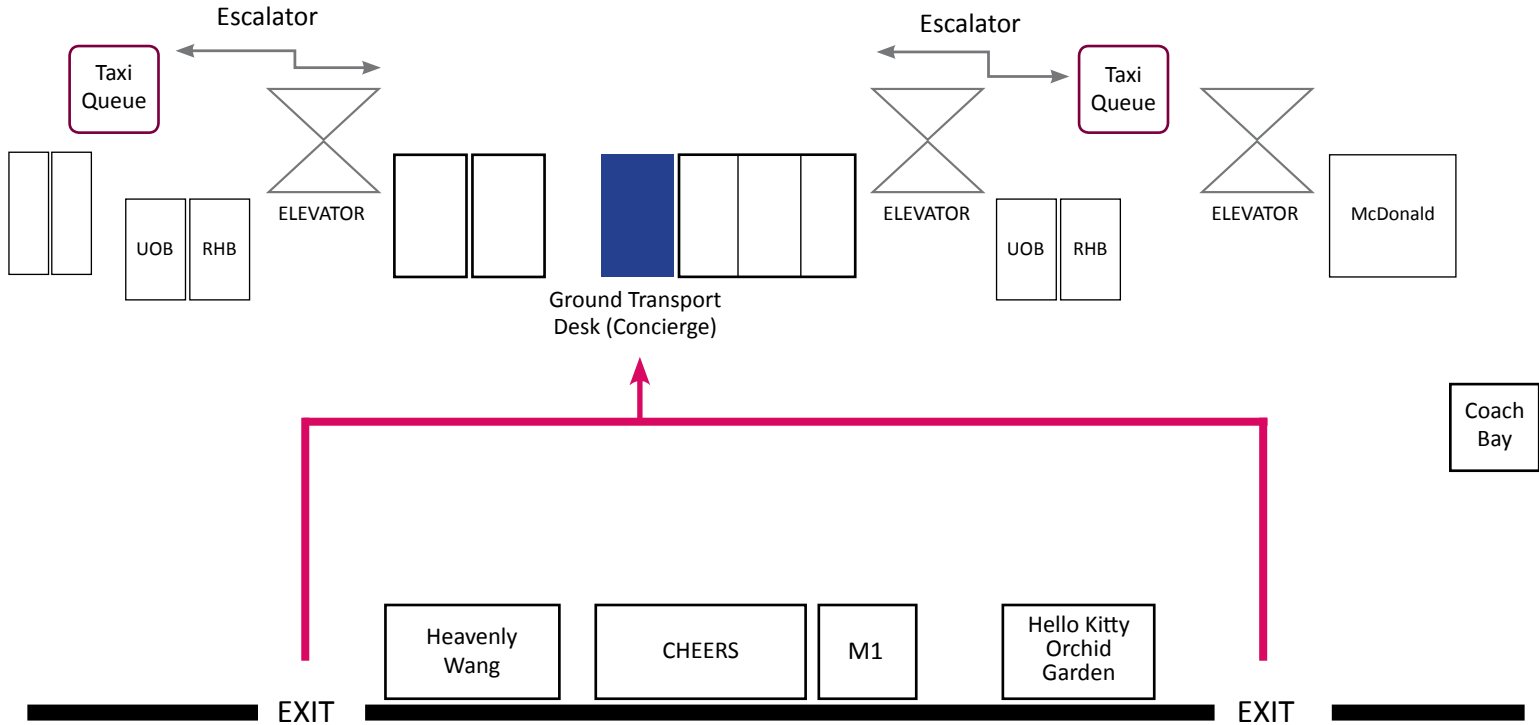 Escalator
Escalator
Taxi
Queue
Taxi
Queue
ELEVATOR
ELEVATOR
ELEVATOR
UOB
RHB
UOB
RHB
McDonald
Ground Transport
Desk (Concierge)
Coach
Bay
Heavenly
Wang
CHEERS
M1
Hello Kitty
Orchid
Garden
EXIT
EXIT